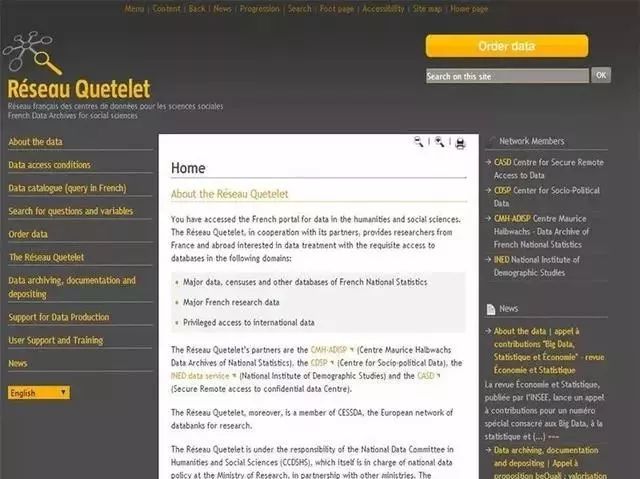 Menu | Content | Back | News | Progression | Search | Foot page | Accessibility | Site map | Home page
Réseau Quetelet
Réseau français des centres de données pour les sciences sociales
French Data Archives for social sciences
Order data
Search on this site
OK
About the data
Data access conditions
Data catalogue (query in French)
Search for questions and variables
Order data
The Réseau Quetelet
Data archiving, documentation and
depositing
Support for Data Production
User Support and Training
News
English
Home
About the Réseau Quetelet
You have accessed the French portal for data in the humanities and social sciences.
The Réseau Quetelet, in cooperation with its partners, provides researchers from
France and abroad interested in data treatment with the requisite access to
databases in the following domains:
Major data, censuses and other databases of French National Statistics
Major French research data
Privileged access to international data
The Réseau Quetelet's partners are the CMH-ADISP (Centre Maurice Halbwachs
Data Archives of National Statistics), the CDSP (Centre for Socio-political Data), the
INED data service (National Institute of Demographic Studies) and the CASD
(Secure Remote access to confidential data Centre).
The Réseau Quetelet, moreover, is a member of CESSDA, the European network of
databanks for research.
The Réseau Quetelet is under the responsibility of the National Data Committee in
Humanities and Social Sciences (CCDSHS), which itself is in charge of national data
policy at the Ministry of Research, in partnership with other ministries. The
Network Members
CASD Centre for Secure Remote
Access to Data
CDSP Center for Socio-Political
Data
CMH-ADISP Centre Maurice
Halbwachs - Data Archive of
French National Statistics
INED National Institute of
Demographic Studies
News
About the data | appel à
contributions "Big Data,
Statistique et Économie" - revue
Économie et Statistique
La revue Économie et Statistique,
publiée par l'INSEE, lance un appel
à contributions pour un numéro
spécial consacré aux Big Data, à la
statistique et (...) ~~~
Data archiving, documentation
and depositing | Appel à
proposition beQuali : valorisation